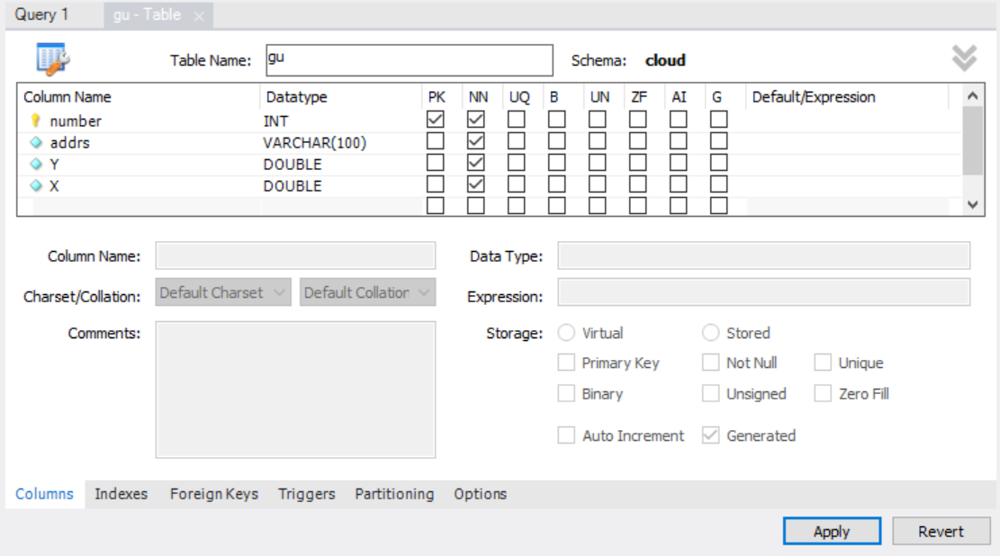 Query 1 gu - Table
Table Name: gu Schema: cloud
Column Name Datatype PK NN UQ B UN ZF AI G Default/Expression
number INT
addrs VARCHAR(100)
Y DOUBLE
X DOUBLE
Column Name: Data Type:
Charset/Collation: Default Charset Default Collation Expression:
Comments: Storage: Virtual Stored
Primary Key Not Null Unique
Binary Unsigned Zero Fill
Auto Increment Generated
Columns Indexes Foreign Keys Triggers Partitioning Options
Apply Revert